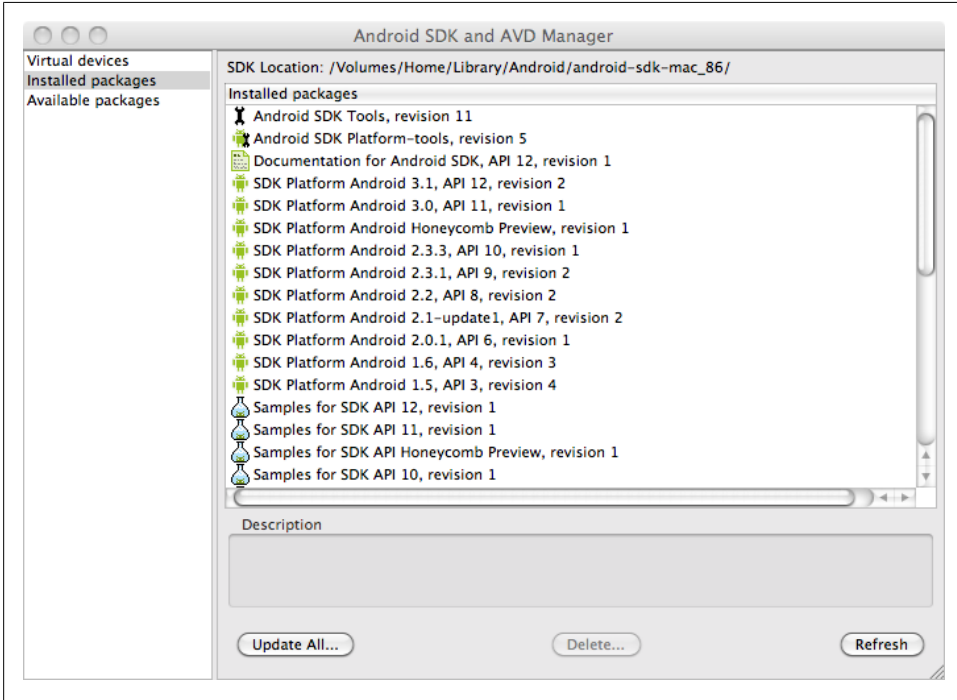 Android SDK and AVD Manager
Virtual devices
Installed packages
Available packages
SDK Location: /Volumes/Home/Library/Android/android-sdk-mac_86/
Installed packages
Android SDK Tools, revision 11
Android SDK Platform-tools, revision 5
Documentation for Android SDK, API 12, revision 1
SDK Platform Android 3.1, API 12, revision 2
SDK Platform Android 3.0, API 11, revision 1
SDK Platform Android Honeycomb Preview, revision 1
SDK Platform Android 2.3.3, API 10, revision 1
SDK Platform Android 2.3.1, API 9, revision 2
SDK Platform Android 2.2, API 8, revision 2
SDK Platform Android 2.1-update1, API 7, revision 2
SDK Platform Android 2.0.1, API 6, revision 1
SDK Platform Android 1.6, API 4, revision 3
SDK Platform Android 1.5, API 3, revision 4
Samples for SDK API 12, revision 1
Samples for SDK API 11, revision 1
Samples for SDK API Honeycomb Preview, revision 1
Samples for SDK API 10, revision 1
Description
Update All... Delete... Refresh